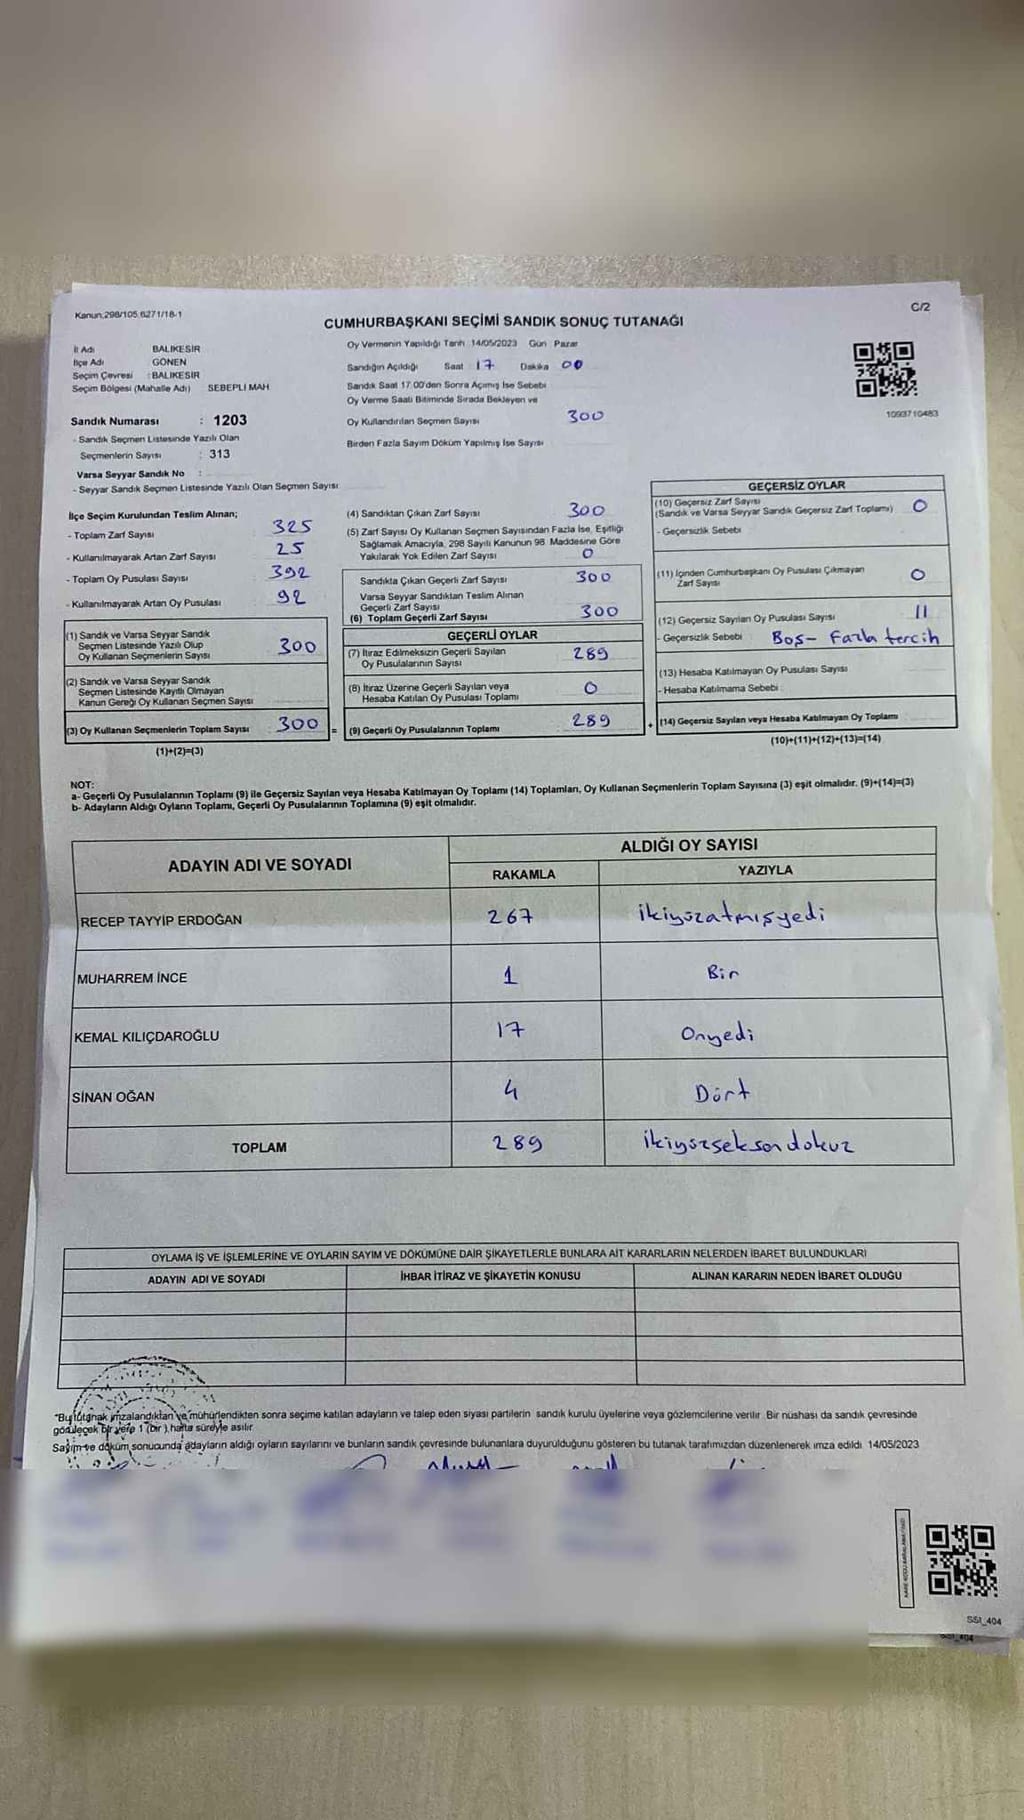 Kanun,298/105,6271/18-1
C/2
CUMHURBAŞKANI SEÇİMİ SANDIK SONUÇ TUTANAĞI
İl Adı BALIKESİR
İlçe Adı GÖNEN
Seçim Çevresi : BALIKESİR
Seçim Bölgesi (Mahalle Adı) SEBEPLİ MAH
Sandık Numarası : 1203
- Sandık Seçmen Listesinde Yazılı Olan
Seçmenlerin Sayısı : 313
Varsa Seyyar Sandık No :
- Seyyar Sandık Seçmen Listesinde Yazılı Olan Seçmen Sayısı
Oy Vermenin Yapıldığı Tarih 14/05/2023 Gün Pazar
Sandığın Açıldığı Saat 17 Dakika 00
Sandık Saat 17.00'den Sonra Açımış İse Sebebi
Oy Verme Saati Bitiminde Sırada Bekleyen ve
Oy Kullandırılan Seçmen Sayısı 300
Birden Fazla Sayım Döküm Yapılmış İse Sayısı
1093710483
İlçe Seçim Kurulundan Teslim Alınan;
- Toplam Zarf Sayısı 325
- Kullanılmayarak Artan Zarf Sayısı 25
- Toplam Oy Pusulası Sayısı 392
- Kullanılmayarak Artan Oy Pusulası 92
(1) Sandık ve Varsa Seyyar Sandık
Seçmen Listesinde Yazılı Olup
Oy Kullanan Seçmenlerin Sayısı 300
(2) Sandık ve Varsa Seyyar Sandık
Seçmen Listesinde Kayıtlı Olmayan
Kanun Gereği Oy Kullanan Seçmen Sayısı
(3) Oy Kullanan Seçmenlerin Toplam Sayısı 300 =
(1)+(2)=(3)
(4) Sandıktan Çıkan Zarf Sayısı 300
(5) Zarf Sayısı Oy Kullanan Seçmen Sayısından Fazla İse, Eşitliği
Sağlamak Amacıyla, 298 Sayılı Kanunun 98. Maddesine Göre
Yakılarak Yok Edilen Zarf Sayısı 0
Sandıkta Çıkan Geçerli Zarf Sayısı 300
Varsa Seyyar Sandıktan Teslim Alınan
Geçerli Zarf Sayısı
(6) Toplam Geçerli Zarf Sayısı 300
GEÇERLİ OYLAR
(7) İtiraz Edilmeksizin Geçerli Sayılan
Oy Pusulalarının Sayısı 289
(8) İtiraz Üzerine Geçerli Sayılan veya
Hesaba Katılan Oy Pusulası Toplamı 0
(9) Geçerli Oy Pusulalarının Toplamı 289 +
GEÇERSİZ OYLAR
(10) Geçersiz Zarf Sayısı
(Sandık ve Varsa Seyyar Sandık Geçersiz Zarf Toplamı) 0
- Geçersizlik Sebebi
(11) İçinden Cumhurbaşkanı Oy Pusulası Çıkmayan
Zarf Sayısı 0
(12) Geçersiz Sayılan Oy Pusulası Sayısı 11
- Geçersizlik Sebebi Boş- Fazla tercih
(13) Hesaba Katılmayan Oy Pusulası Sayısı
- Hesaba Katılmama Sebebi
(14) Geçersiz Sayılan veya Hesaba Katılmayan Oy Toplamı
(10)+(11)+(12)+(13)=(14)
NOT:
a- Geçerli Oy Pusulalarının Toplamı (9) ile Geçersiz Sayılan veya Hesaba Katılmayan Oy Toplamı (14) Toplamları, Oy Kullanan Seçmenlerin Toplam Sayısına (3) eşit olmalıdır. (9)+(14)=(3)
b- Adayların Aldığı Oyların Toplamı, Geçerli Oy Pusulalarının Toplamına (9) eşit olmalıdır.
ADAYIN ADI VE SOYADI ALDIĞI OY SAYISI
RAKAMLA YAZIYLA
RECEP TAYYİP ERDOĞAN 267 ikiyüzatmışyedi
MUHARREM İNCE 1 Bir
KEMAL KILIÇDAROĞLU 17 Onyedi
SİNAN OĞAN 4 Dört
TOPLAM 289 ikiyüzseksendokuz
OYLAMA İŞ VE İŞLEMLERİNE VE OYLARIN SAYIM VE DÖKÜMÜNE DAİR ŞİKAYETLERLE BUNLARA AİT KARARLARIN NELERDEN İBARET BULUNDUKLARI
ADAYIN ADI VE SOYADI İHBAR İTİRAZ VE ŞİKAYETİN KONUSU ALINAN KARARIN NEDEN İBARET OLDUĞU
*Bu tutanak imzalandıktan ve mühürlendikten sonra seçime katılan adayların ve talep eden siyasi partilerin sandık kurulu üyelerine veya gözlemcilerine verilir. Bir nüshası da sandık çevresinde
görülecek bir yere 1 (bir ) hafta süreyle asılır.
Sayım ve döküm sonucunda adayların aldığı oyların sayılarını ve bunların sandık çevresinde bulunanlara duyurulduğunu gösteren bu tutanak tarafımızdan düzenlenerek imza edildi. 14/05/2023
SSI_404